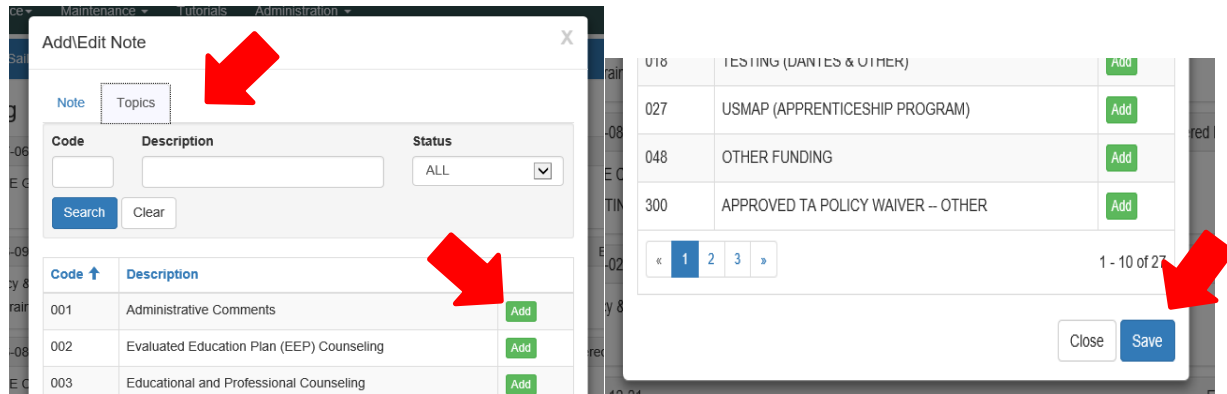 Maintenance Tutorials Administration
Add\Edit Note X
Note Topics
Code Description Status
ALL
Search Clear
Code Description
001 Administrative Comments Add
002 Evaluated Education Plan (EEP) Counseling Add
003 Educational and Professional Counseling Add
018 TESTING (DANTES & OTHER) Add
027 USMAP (APPRENTICESHIP PROGRAM) Add
048 OTHER FUNDING Add
300 APPROVED TA POLICY WAIVER -- OTHER Add
« 1 2 3 » 1 - 10 of 27
Close Save